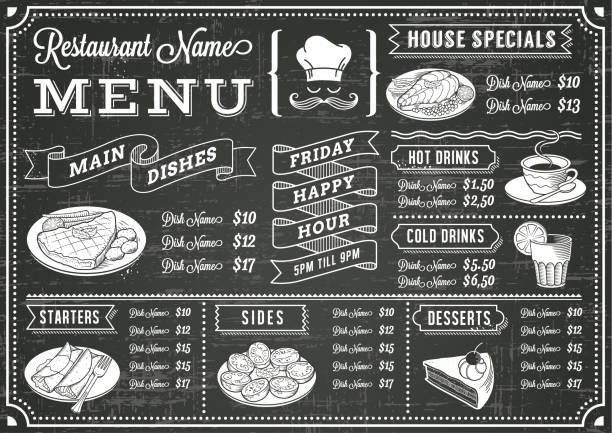 Restaurant Name
MENU
MAIN DISHES
Dish Name $10
Dish Name $12
Dish Name $17
FRIDAY
HAPPY
HOUR
5PM TILL 9PM
HOUSE SPECIALS
Dish Name $10
Dish Name $13
HOT DRINKS
Drink Name $1.50
Drink Name $2,50
COLD DRINKS
Drink Name $5.50
Drink Name $6,50
STARTERS
Dish Name $10
Dish Name $12
Dish Name $15
Dish Name $15
Dish Name $17
SIDES
Dish Name $10
Dish Name $12
Dish Name $15
Dish Name $15
Dish Name $17
DESSERTS
Dish Name $10
Dish Name $12
Dish Name $15
Dish Name $15
Dish Name $17